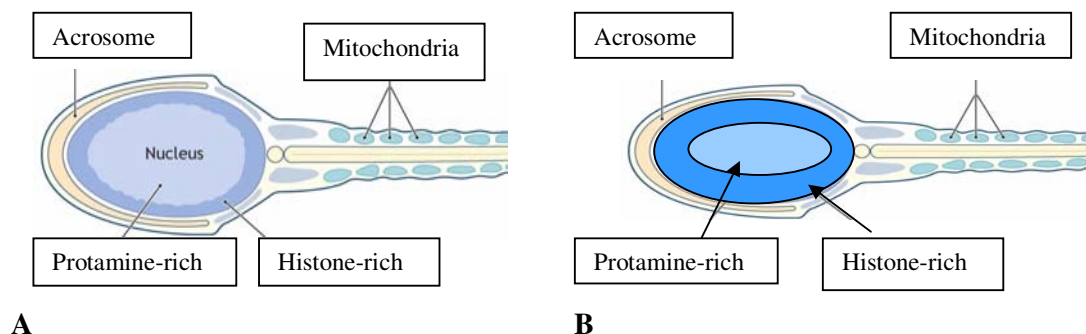 Acrosome
Mitochondria
Nucleus
Protamine-rich
Histone-rich
A
Acrosome
Mitochondria
Protamine-rich
Histone-rich
B